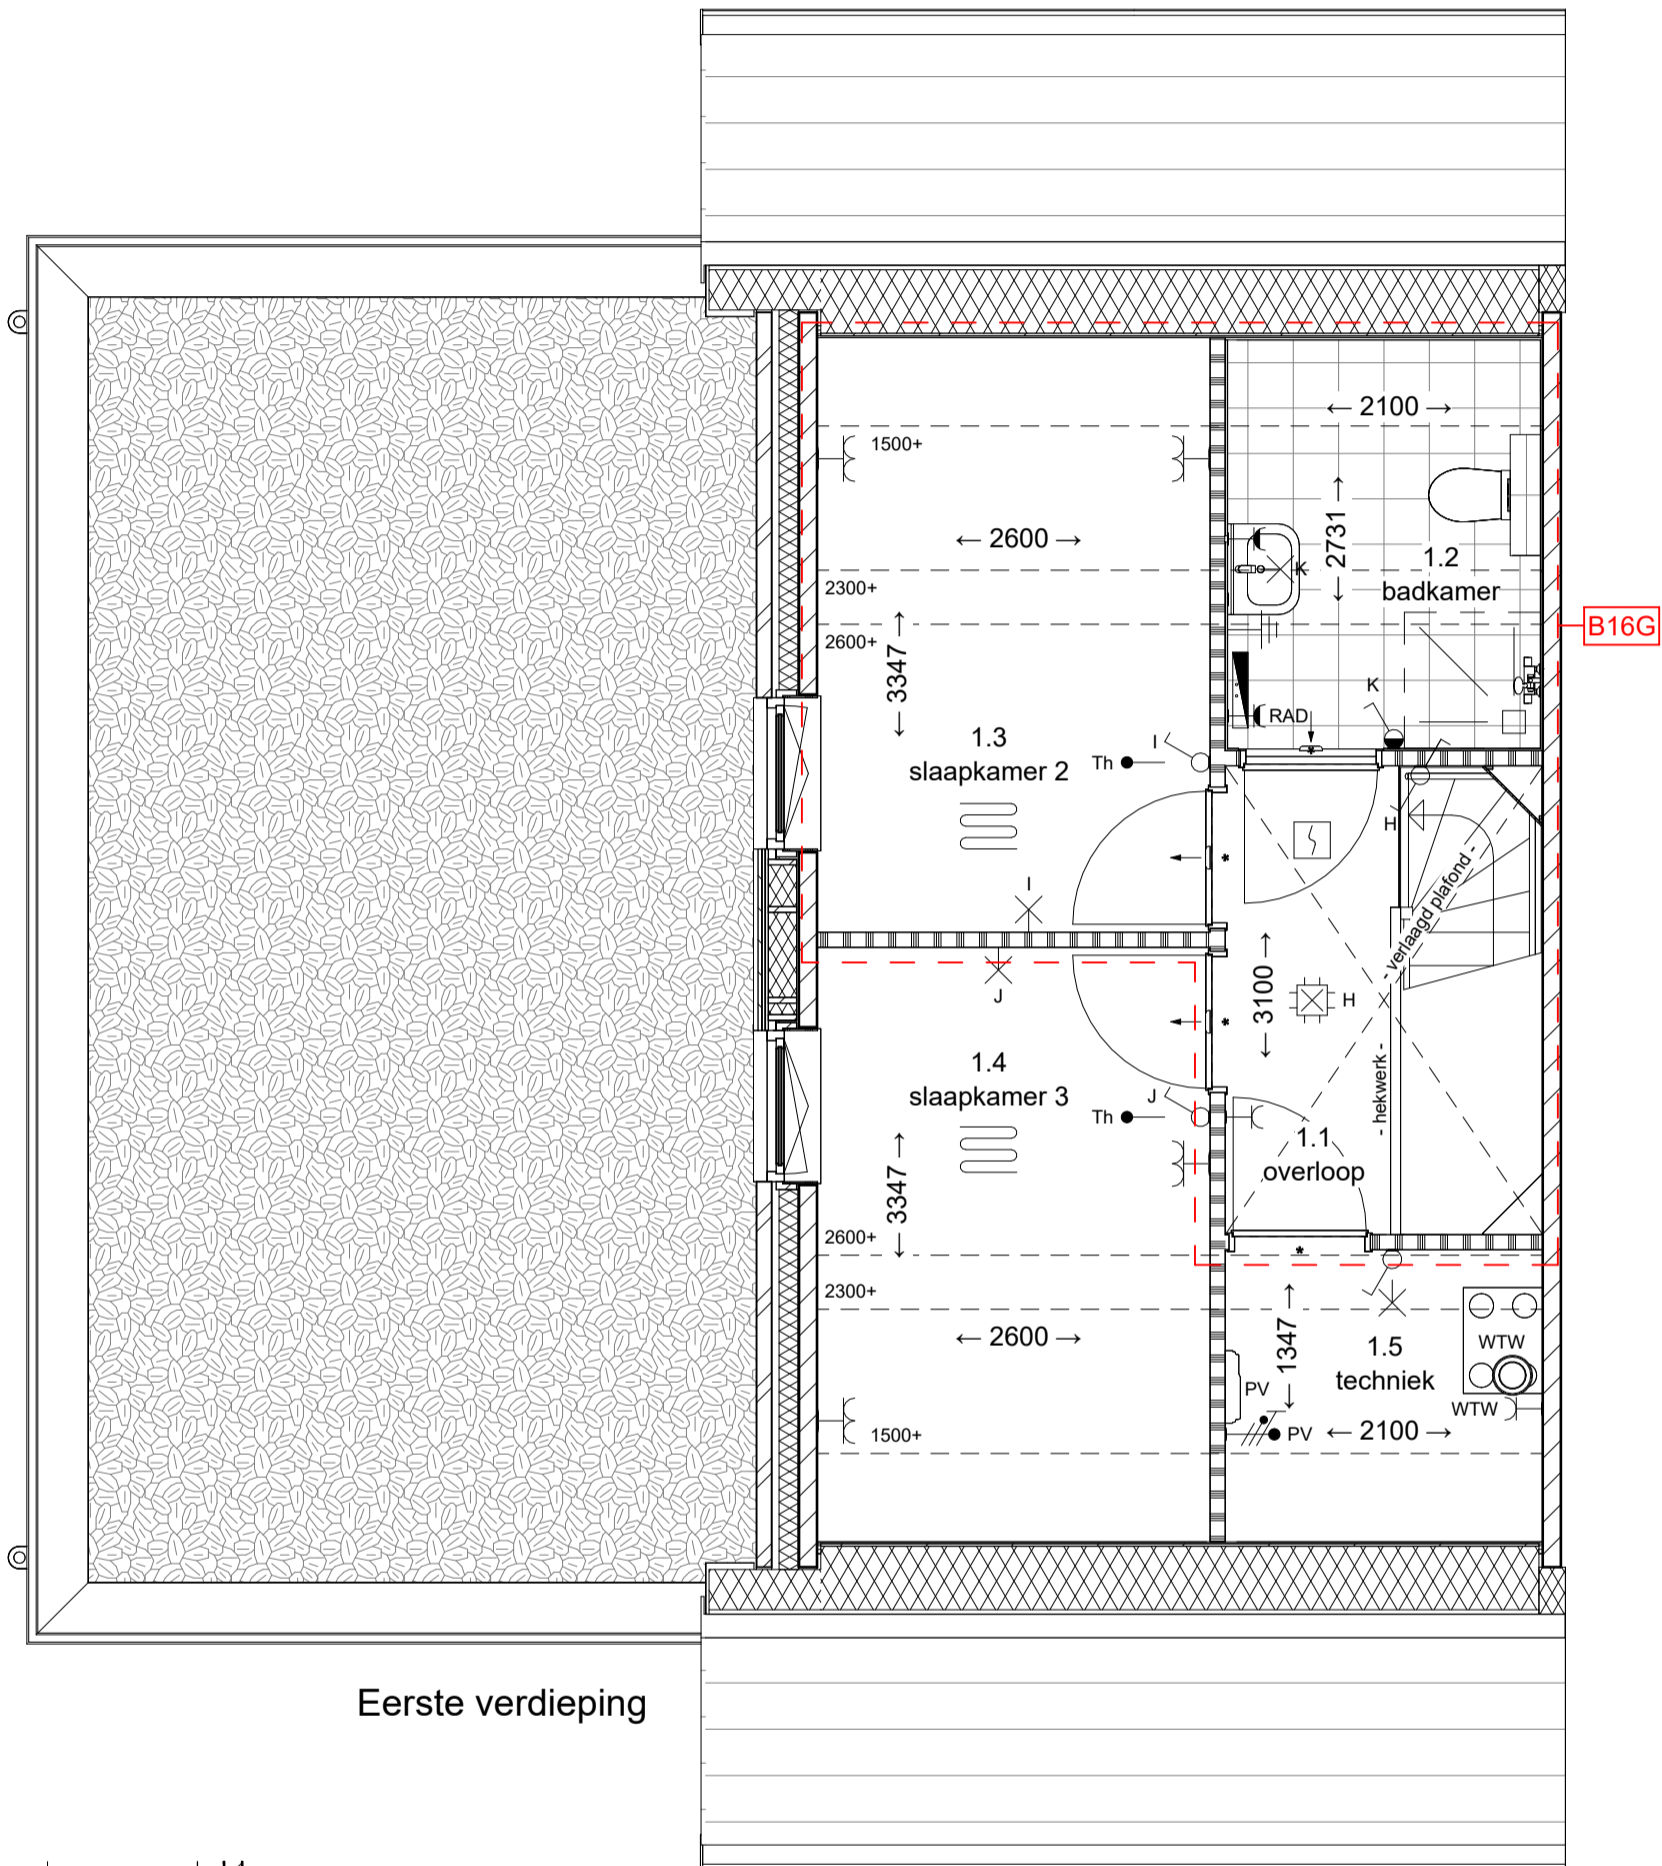 ← 2100 →
1500+
← 2731 →
← 2600 →
1.2
badkamer
K
2300+
B16G
2600+
← 3347 →
K
RAD
*
1.3
slaapkamer 2
I
Th
H
- verlaagd plafond -
*
I
← 3100 →
J
H
*
1.4
slaapkamer 3
- hekwerk -
J
Th
1.1
overloop
← 3347 →
2600+
*
2300+
← 2600 →
← 1347 →
1.5
techniek
WTW
PV
WTW
1500+
PV
← 2100 →
Eerste verdieping